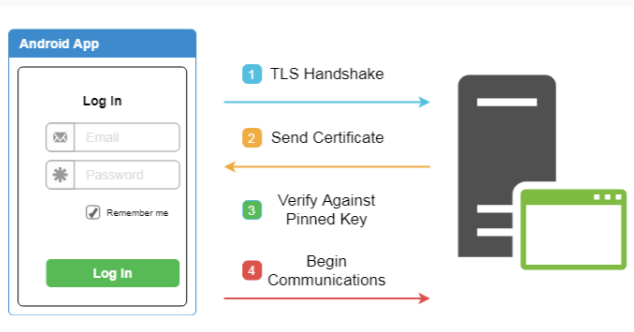 Android App
Log In
Email
Password
Remember me
Log In
1 TLS Handshake
2 Send Certificate
3 Verify Against
Pinned Key
4 Begin
Communications